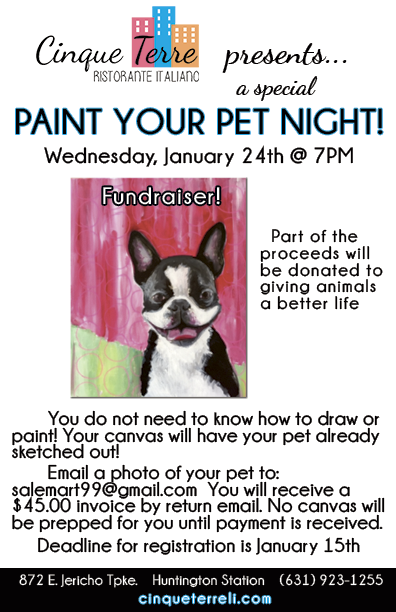 Cinque Terre
RISTORANTE ITALIANO
presents...
a special
PAINT YOUR PET NIGHT!
Wednesday, January 24th @ 7PM
Fundraiser!
Part of the
proceeds will
be donated to
giving animals
a better life
You do not need to know how to draw or
paint! Your canvas will have your pet already
sketched out!
Email a photo of your pet to:
salemart99@gmail.com You will receive a
$45.00 invoice by return email. No canvas will
be prepped for you until payment is received.
Deadline for registration is January 15th
872 E. Jericho Tpke. Huntington Station (631) 923-1255
cinqueterreli.com